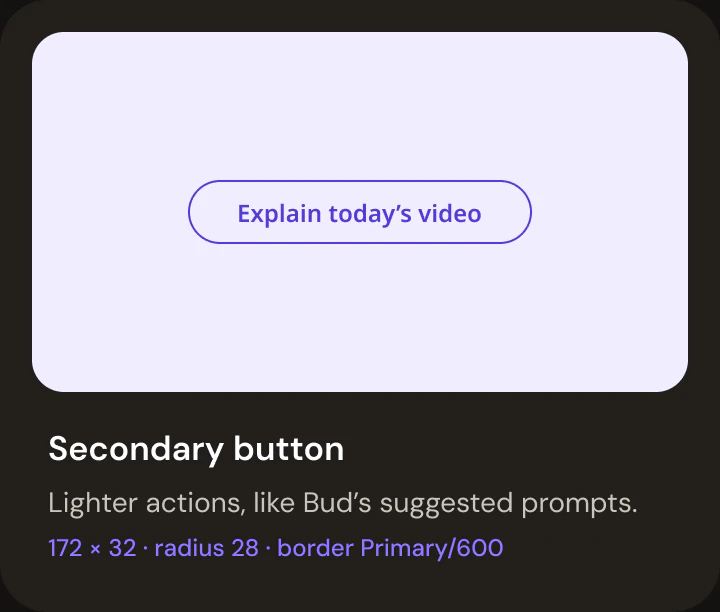 Explain today’s video
Secondary button
Lighter actions, like Bud’s suggested prompts.
172 × 32 · radius 28 · border Primary/600